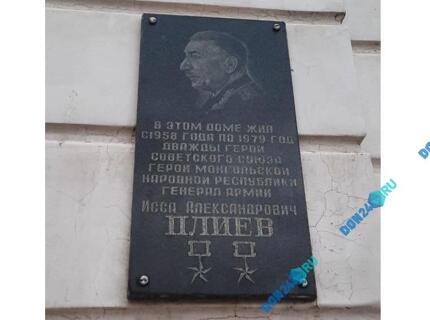 В ЭТОМ ДОМЕ ЖИЛ
С 1958 ГОДА ПО 1979 ГОД
ДВАЖДЫ ГЕРОЙ
СОВЕТСКОГО СОЮЗА
ГЕРОЙ МОНГОЛЬСКОЙ
НАРОДНОЙ РЕСПУБЛИКИ
ГЕНЕРАЛ АРМИИ
ИССА АЛЕКСАНДРОВИЧ
ПЛИЕВ
DON24.RU
DON24.RU
DON24.RU